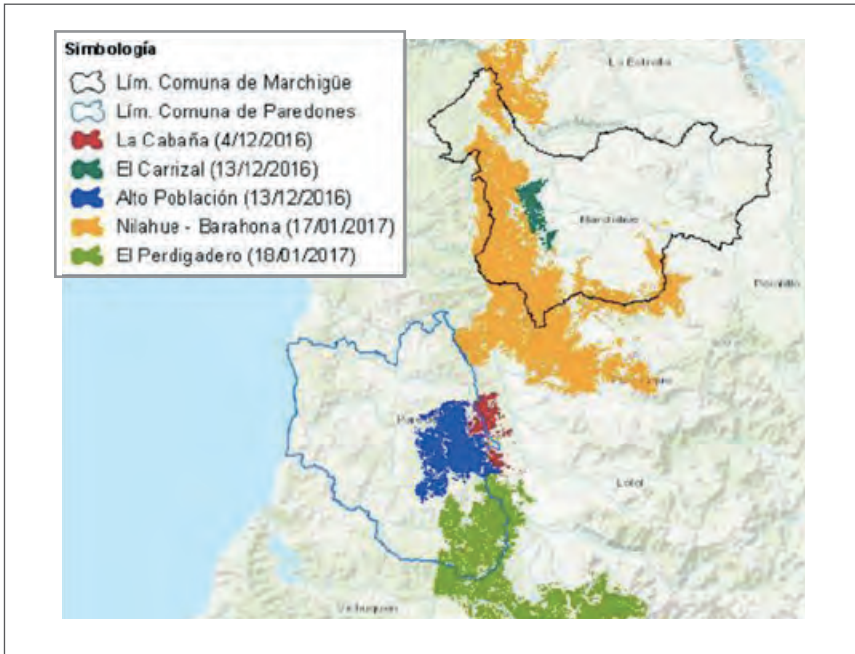 Simbología
Lím. Comuna de Marchigüe
Lím. Comuna de Paredones
La Cabaña (4/12/2016)
El Carrizal (13/12/2016)
Alto Población (13/12/2016)
Nilahue - Barahona (17/01/2017)
El Perdigadero (18/01/2017)
La Estrella
Marchihue
Lolol